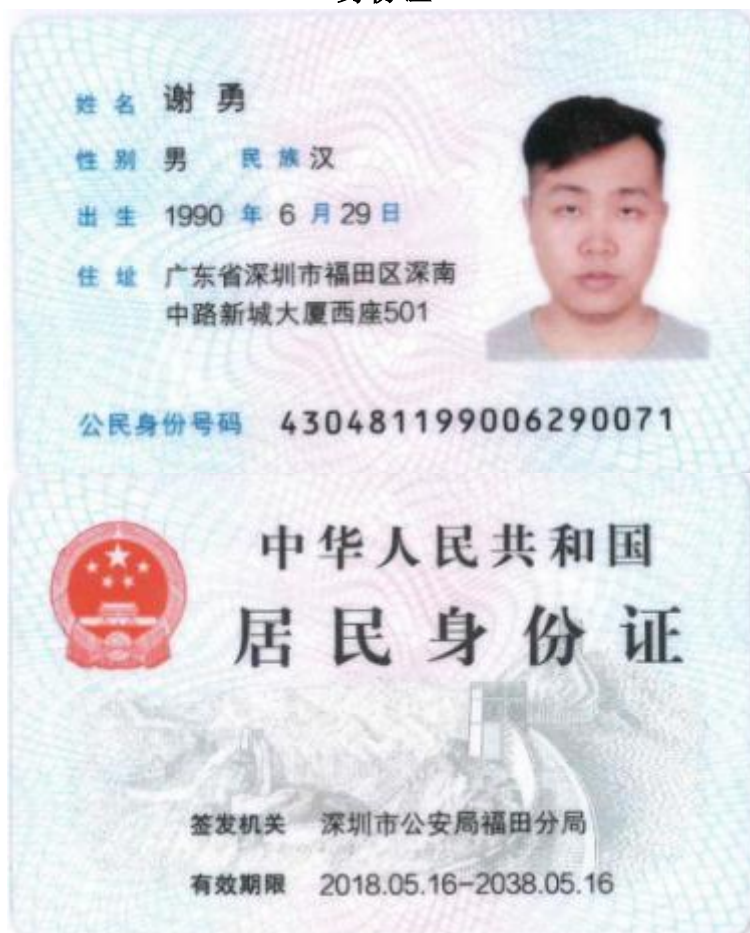 姓名 谢勇
性别 男 民族 汉
出生 1990 年 6 月 29 日
住址 广东省深圳市福田区深南
中路新城大厦西座501
公民身份号码 430481199006290071
中华人民共和国
居民身份证
签发机关 深圳市公安局福田分局
有效期限 2018.05.16-2038.05.16